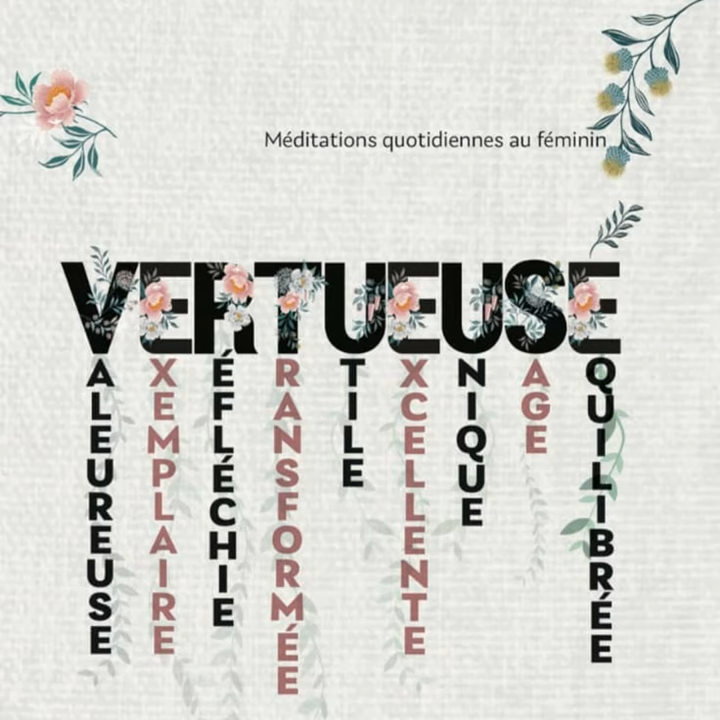 Méditations quotidiennes au féminin
VERTUEUSE
ALEUREUSE
XEMPLAIRE
ÉFLÉCHIE
RANSFORMÉE
TILE
XCELLENTE
NIQUE
AGE
QUILIBRÉE